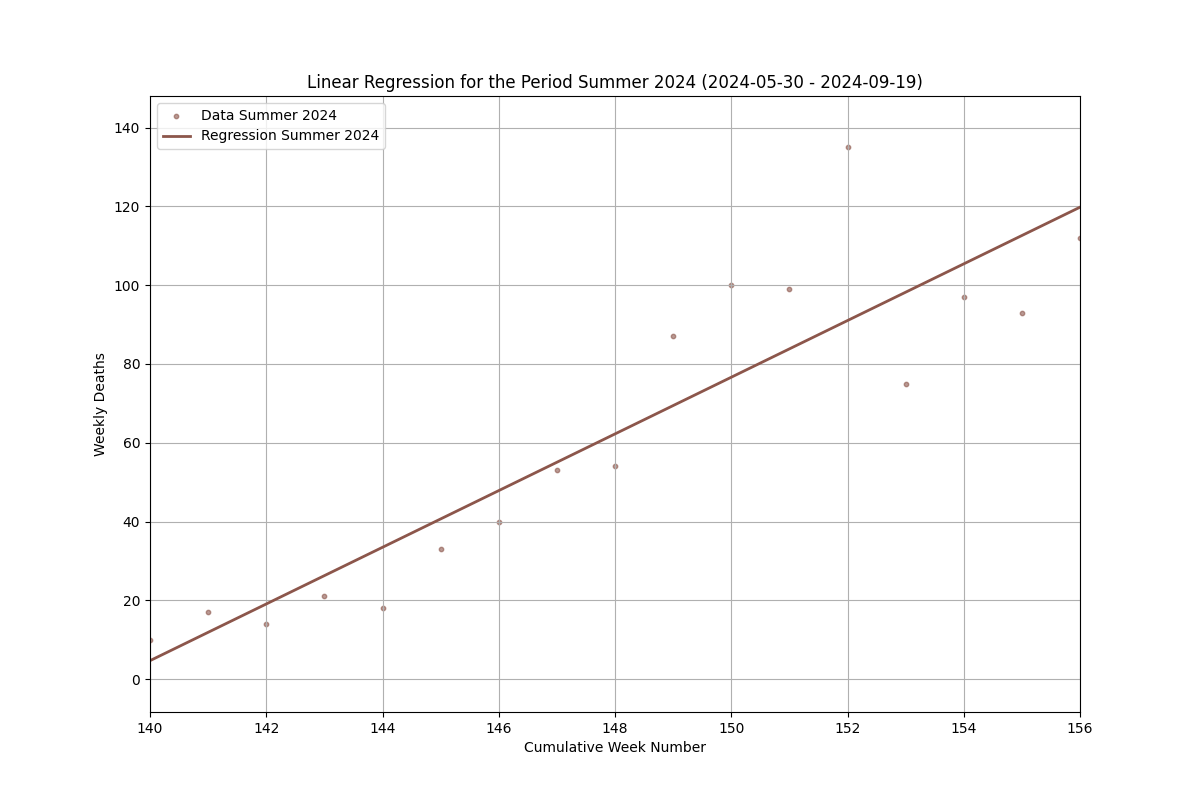 Linear Regression for the Period Summer 2024 (2024-05-30 - 2024-09-19)
Data Summer 2024
Regression Summer 2024
140
120
100
80
60
40
20
0
Weekly Deaths
140 142 144 146 148 150 152 154 156
Cumulative Week Number